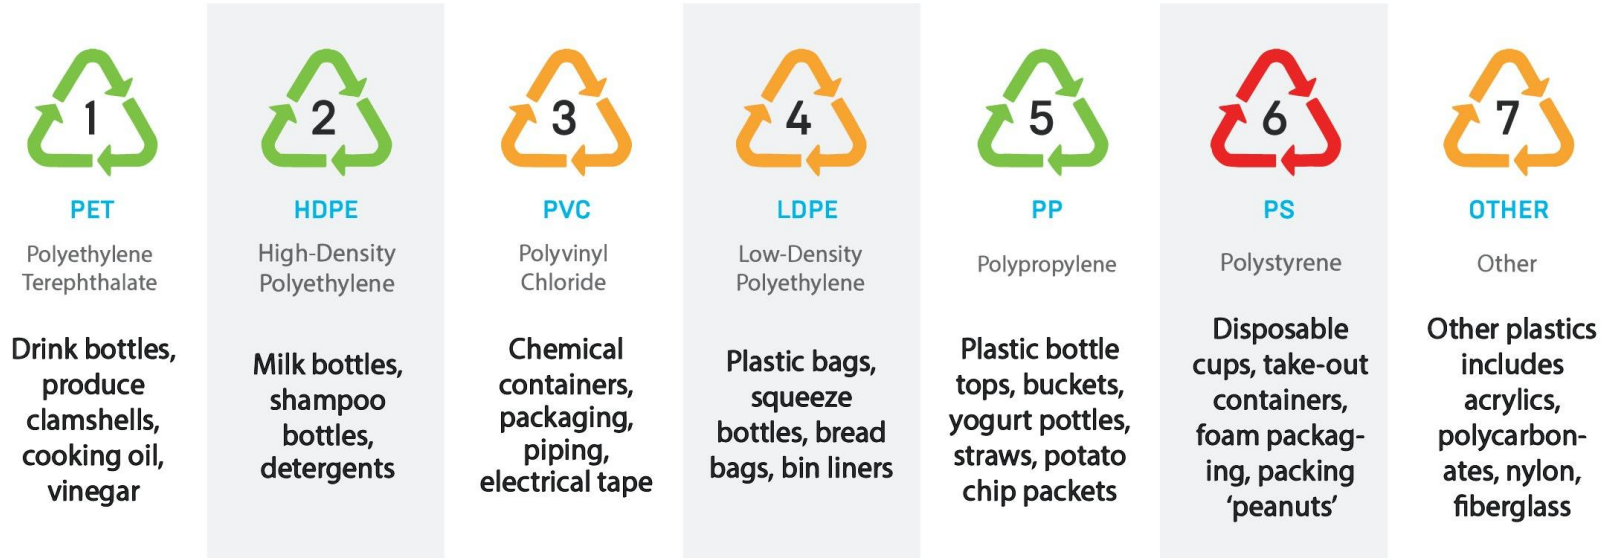 1
PET
Polyethylene
Terephthalate
Drink bottles,
produce
clamshells,
cooking oil,
vinegar
2
HDPE
High-Density
Polyethylene
Milk bottles,
shampoo
bottles,
detergents
3
PVC
Polyvinyl
Chloride
Chemical
containers,
packaging,
piping,
electrical tape
4
LDPE
Low-Density
Polyethylene
Plastic bags,
squeeze
bottles, bread
bags, bin liners
5
PP
Polypropylene
Plastic bottle
tops, buckets,
yogurt pottles,
straws, potato
chip packets
6
PS
Polystyrene
Disposable
cups, take-out
containers,
foam packag-
ing, packing
‘peanuts’
7
OTHER
Other
Other plastics
includes
acrylics,
polycarbon-
ates, nylon,
fiberglass